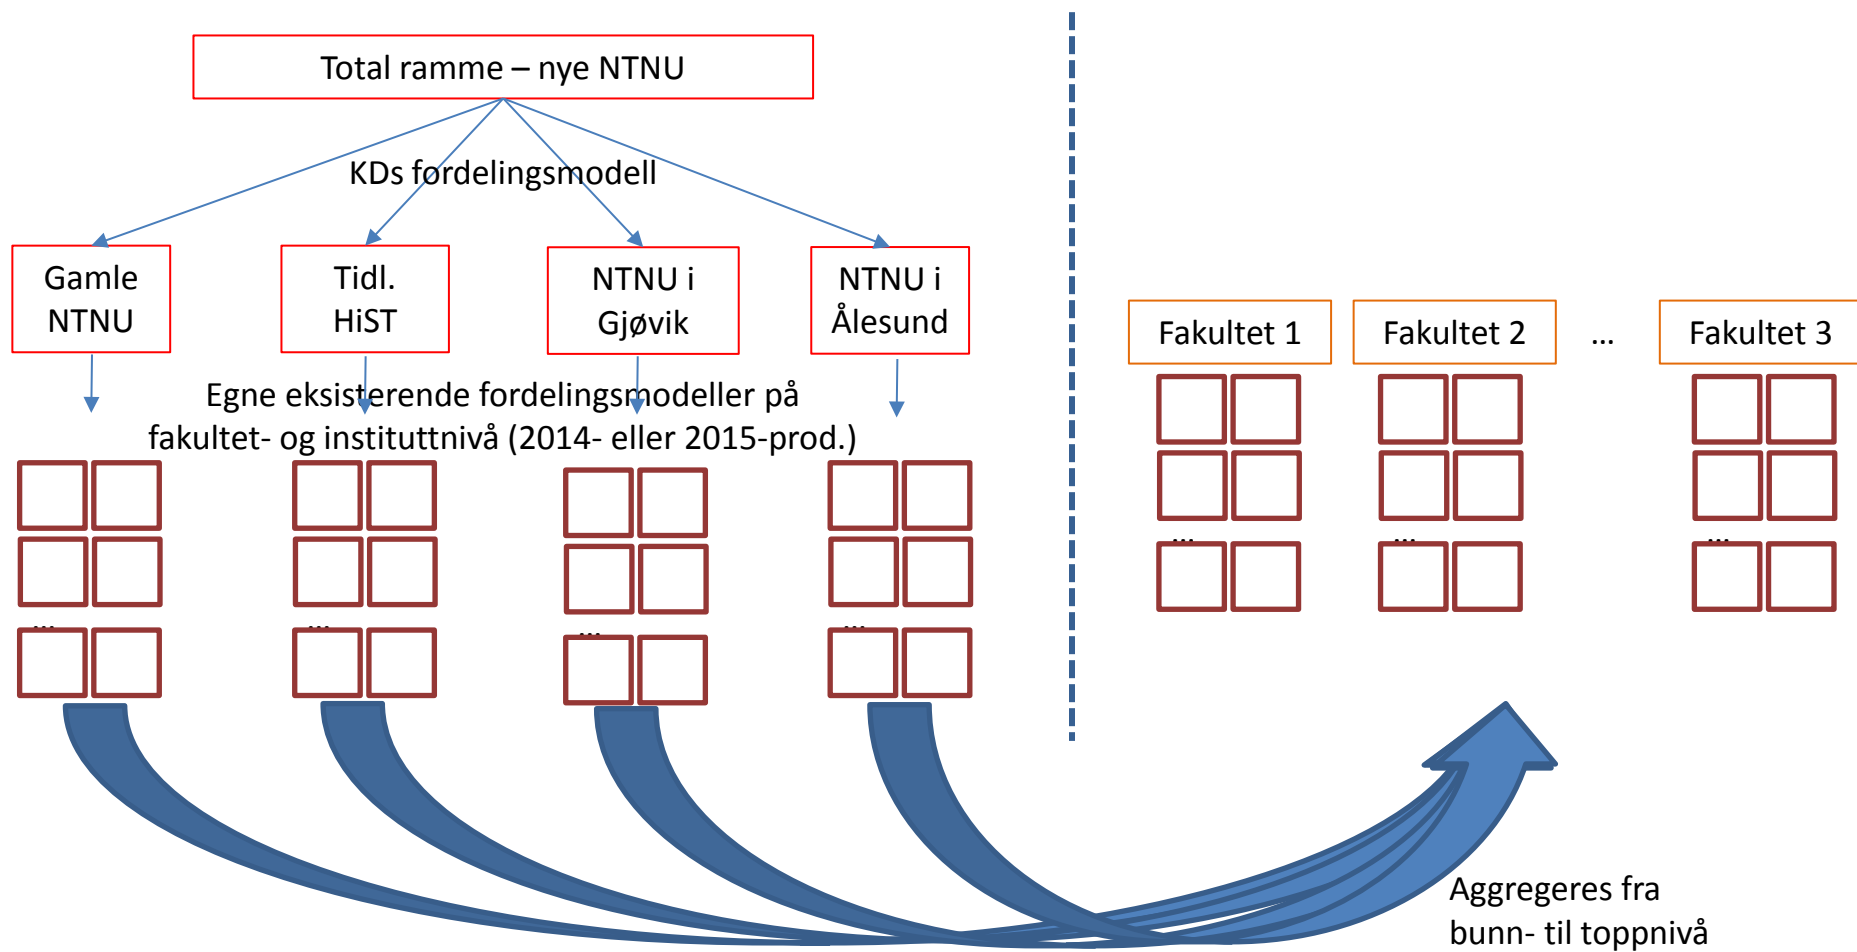 Total ramme – nye NTNU
KDs fordelingsmodell
Gamle
NTNU
Tidl.
HiST
NTNU i
Gjøvik
NTNU i
Ålesund
Egne eksisterende fordelingsmodeller på
fakultet- og instituttnivå (2014- eller 2015-prod.)
...
...
...
...
Fakultet 1
Fakultet 2
...
Fakultet 3
...
...
...
Aggregeres fra
bunn- til toppnivå